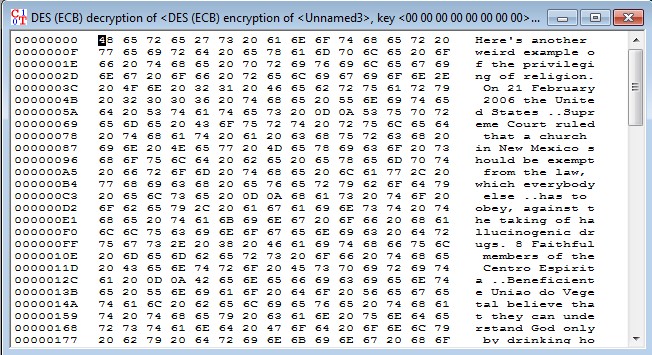 DES (ECB) decryption of <DES (ECB) encryption of <Unnamed3>, key <00 00 00 00 00 00 00 00>...
00000000 48 65 72 65 27 73 20 61 6E 6F 74 68 65 72 20 Here's another
0000000F 77 65 69 72 64 20 65 78 61 6D 70 6C 65 20 6F weird example o
0000001E 66 20 74 68 65 20 70 72 69 76 69 6C 65 67 69 f the privilegi
0000002D 6E 67 20 6F 66 20 72 65 6C 69 67 69 6F 6E 2E ng of religion.
0000003C 20 4F 6E 20 32 31 20 46 65 62 72 75 61 72 79 On 21 February
0000004B 20 32 30 30 36 20 74 68 65 20 55 6E 69 74 65 2006 the Unite
0000005A 64 20 53 74 61 74 65 73 20 0D 0A 53 75 70 72 d States ..Supr
00000069 65 6D 65 20 43 6F 75 72 74 20 72 75 6C 65 64 eme Court ruled
00000078 20 74 68 61 74 20 61 20 63 68 75 72 63 68 20 that a church
00000087 69 6E 20 4E 65 77 20 4D 65 78 69 63 6F 20 73 in New Mexico s
00000096 68 6F 75 6C 64 20 62 65 20 65 78 65 6D 70 74 hould be exempt
000000A5 20 66 72 6F 6D 20 74 68 65 20 6C 61 77 2C 20 from the law,
000000B4 77 68 69 63 68 20 65 76 65 72 79 62 6F 64 79 which everybody
000000C3 20 65 6C 73 65 20 0D 0A 68 61 73 20 74 6F 20 else ..has to
000000D2 6F 62 65 79 2C 20 61 67 61 69 6E 73 74 20 74 obey, against t
000000E1 68 65 20 74 61 6B 69 6E 67 20 6F 66 20 68 61 he taking of ha
000000F0 6C 6C 75 63 69 6E 6F 67 65 6E 69 63 20 64 72 llucinogenic dr
000000FF 75 67 73 2E 20 38 20 46 61 69 74 68 66 75 6C ugs. 8 Faithful
0000010E 20 6D 65 6D 62 65 72 73 20 6F 66 20 74 68 65 members of the
0000011D 20 43 65 6E 74 72 6F 20 45 73 70 69 72 69 74 Centro Espirit
0000012C 61 20 0D 0A 42 65 6E 65 66 69 63 69 65 6E 74 a ..Beneficient
0000013B 65 20 55 6E 69 61 6F 20 64 6F 20 56 65 67 65 e Uniao do Vege
0000014A 74 61 6C 20 62 65 6C 69 65 76 65 20 74 68 61 tal believe tha
00000159 74 20 74 68 65 79 20 63 61 6E 20 75 6E 64 65 t they can unde
00000168 72 73 74 61 6E 64 20 47 6F 64 20 6F 6E 6C 79 rstand God only
00000177 20 62 79 20 64 72 69 6E 6B 69 6E 67 20 68 6F by drinking ho